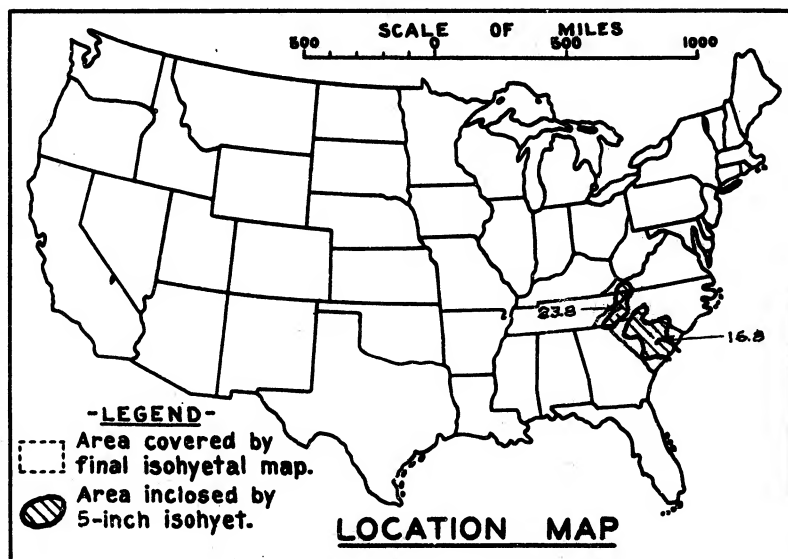 SCALE OF MILES
500 0 500 1000
23.8
16.8
-LEGEND-
Area covered by
final isohyetal map.
Area inclosed by
5-inch isohyet.
LOCATION MAP